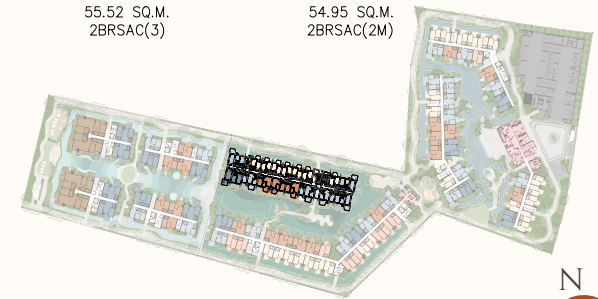 55.52 SQ.M.
2BRSAC(3)
54.95 SQ.M.
2BRSAC(2M)
N